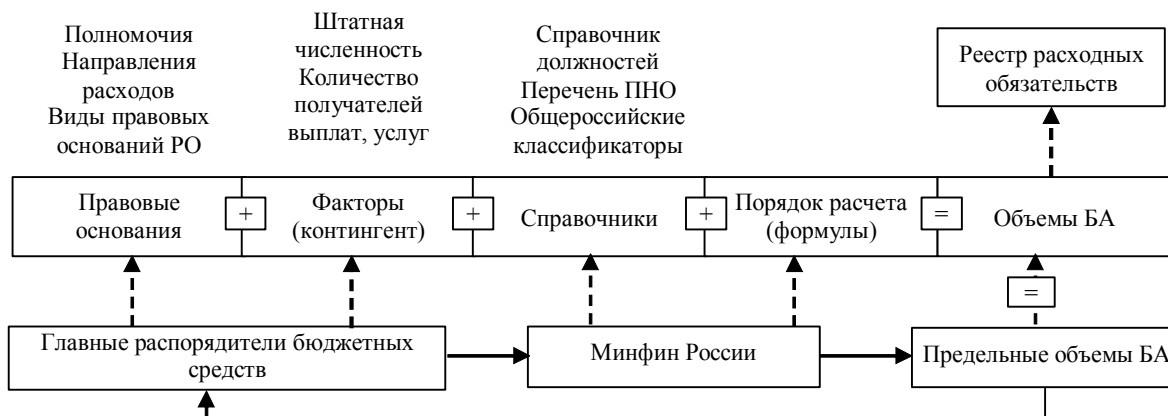 Полномочия
Направления
расходов
Виды правовых
оснований РО
Штатная
численность
Количество
получателей
выплат, услуг
Справочник
должностей
Перечень ПНО
Общероссийские
классификаторы
Реестр расходных
обязательств
Правовые
основания
+
Факторы
(контингент)
+
Справочники
+
Порядок расчета
(формулы)
=
Объемы БА
=
Главные распорядители бюджетных
средств
Минфин России
Предельные объемы БА